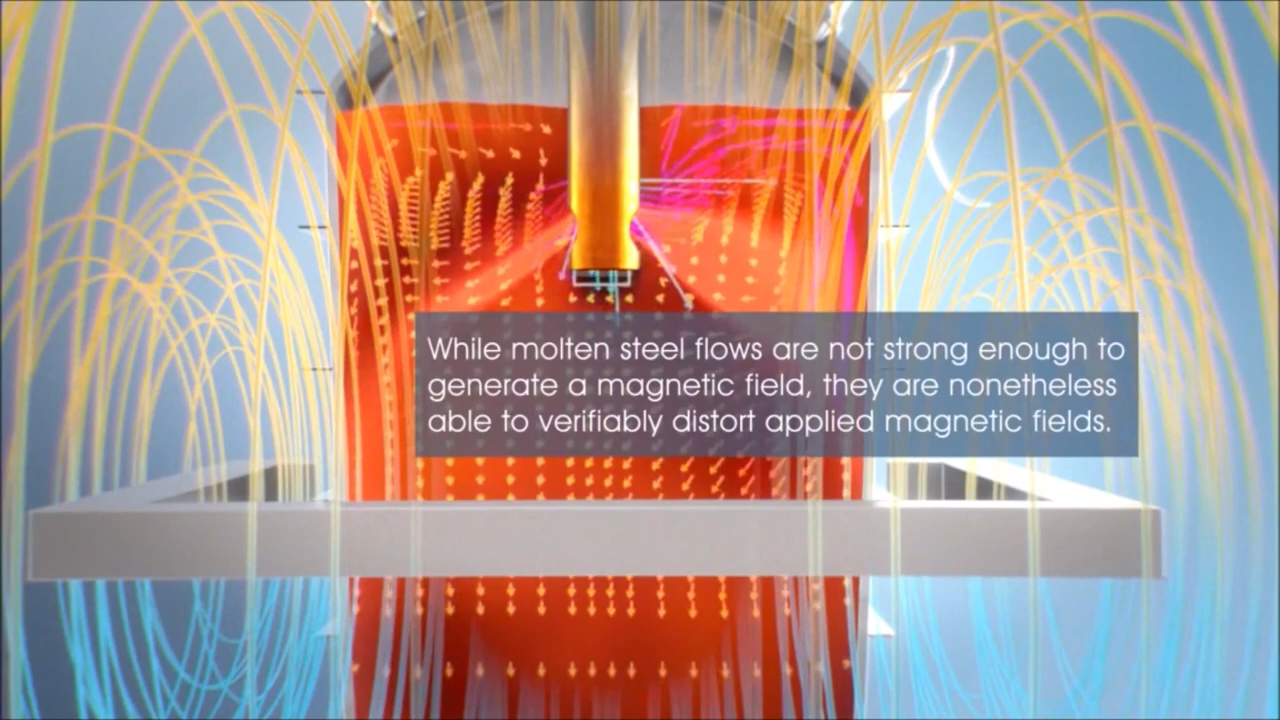 While molten steel flows are not strong enough to
generate a magnetic field, they are nonetheless
able to verifiably distort applied magnetic fields.